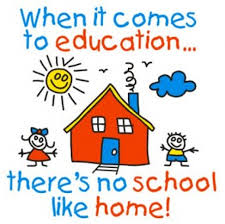 When it comes
to education...
there's no school
like home!